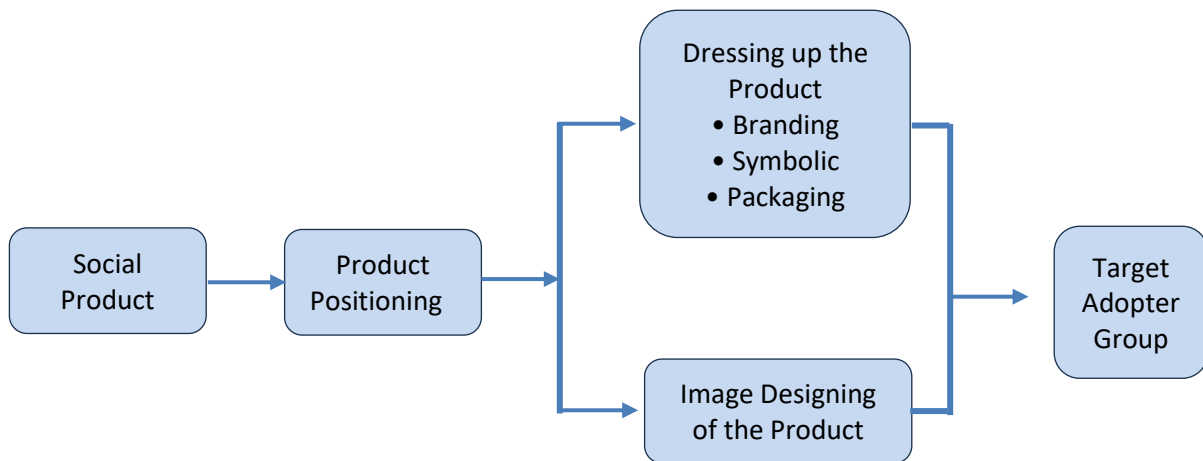 Social
Product
Product
Positioning
Dressing up the
Product
• Branding
• Symbolic
• Packaging
Image Designing
of the Product
Target
Adopter
Group